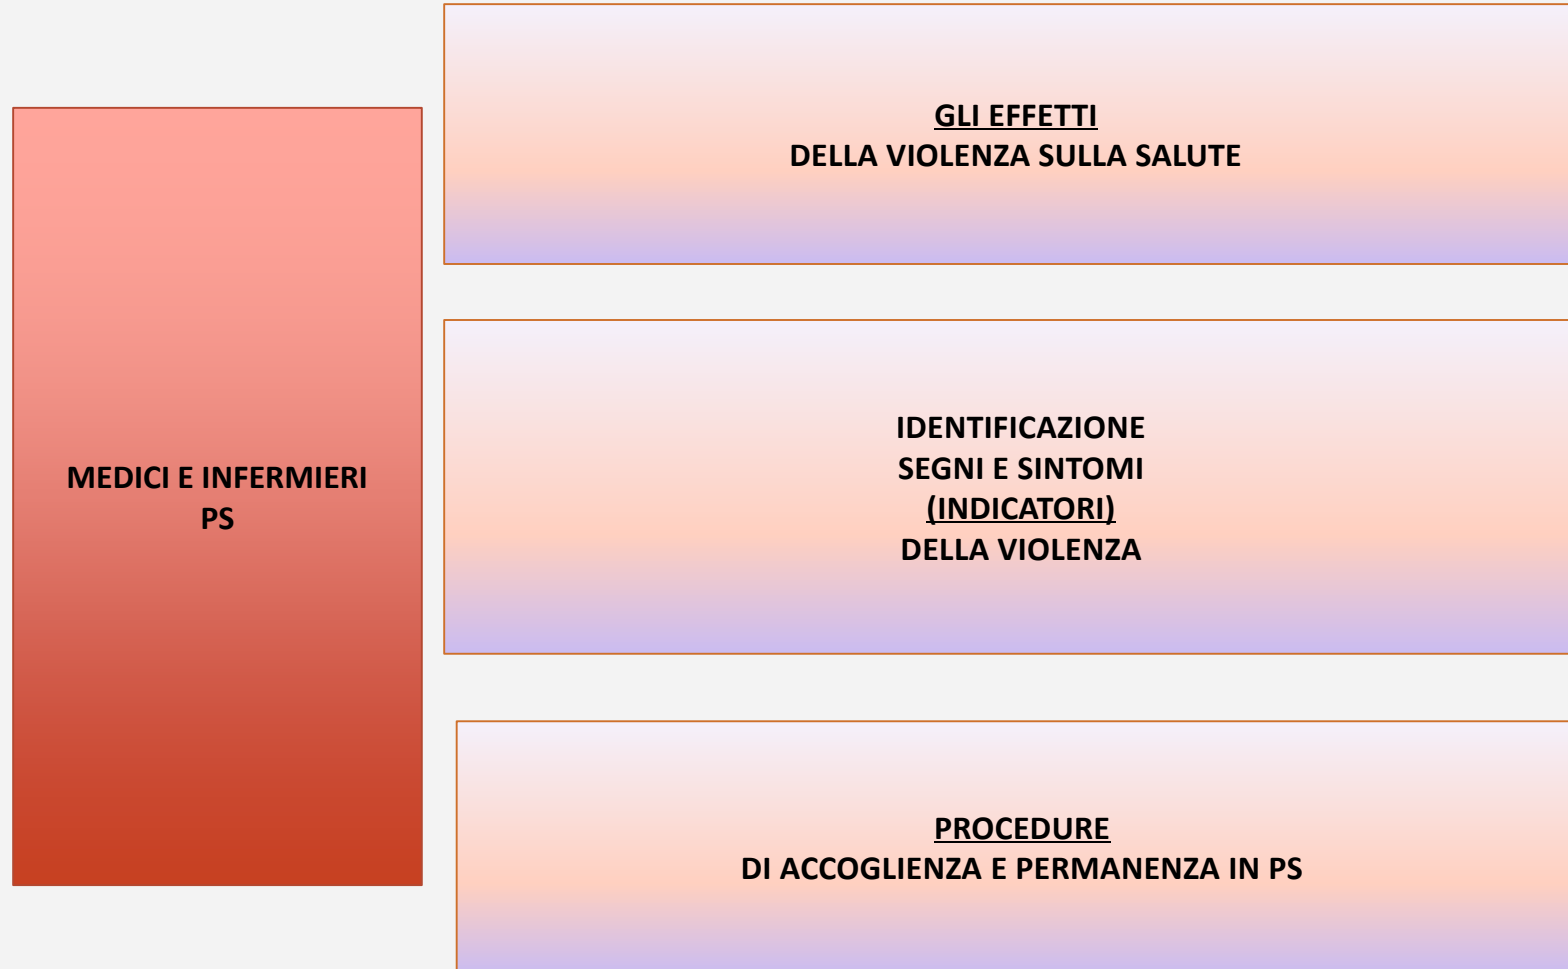 MEDICI E INFERMIERI
PS
GLI EFFETTI
DELLA VIOLENZA SULLA SALUTE
IDENTIFICAZIONE
SEGNI E SINTOMI
(INDICATORI)
DELLA VIOLENZA
PROCEDURE
DI ACCOGLIENZA E PERMANENZA IN PS